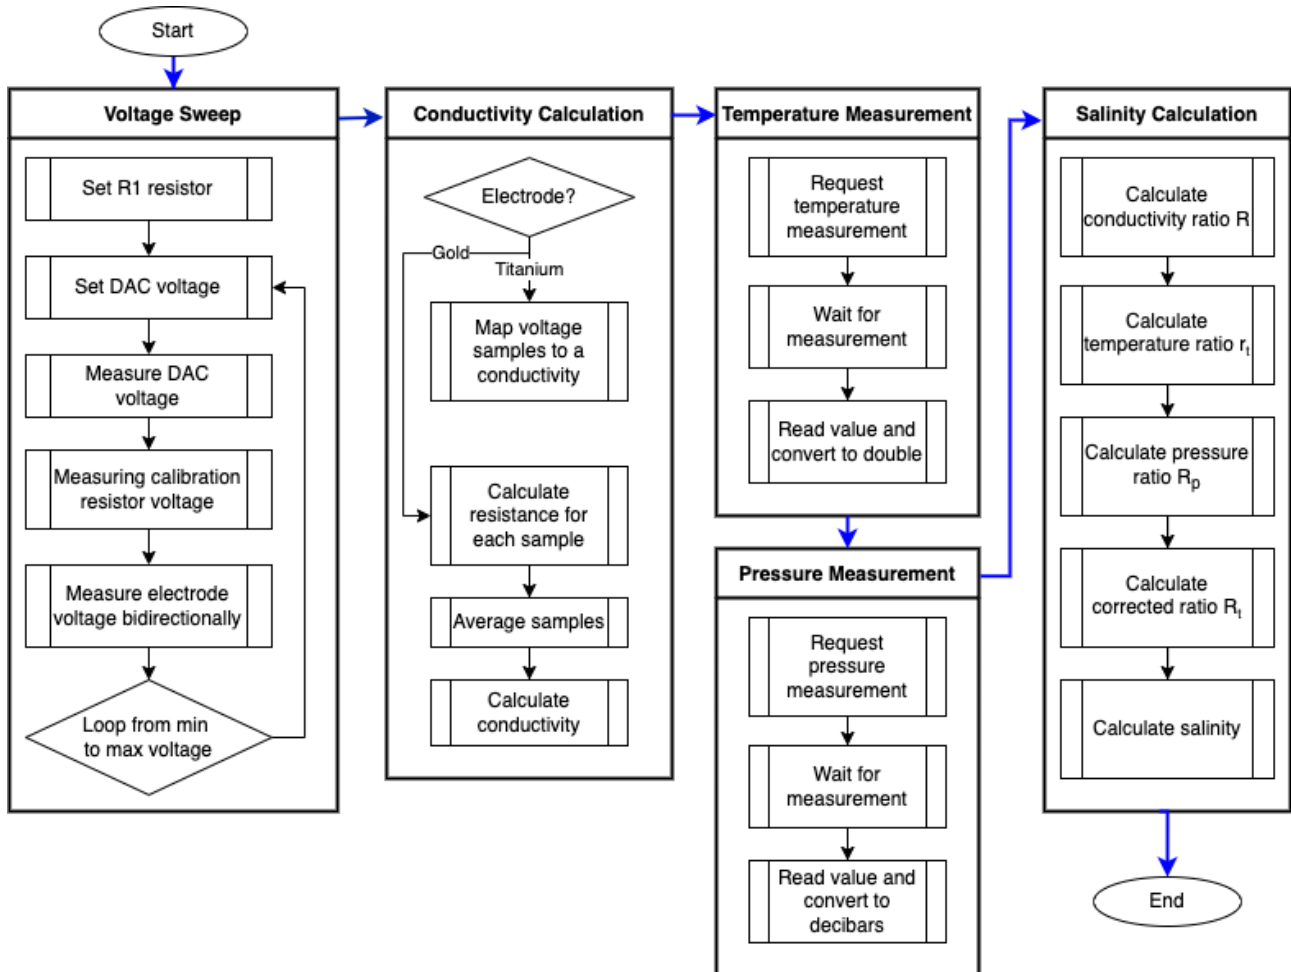 Start
Voltage Sweep
Set R1 resistor
Set DAC voltage
Measure DAC
voltage
Measuring calibration
resistor voltage
Measure electrode
voltage bidirectionally
Loop from min
to max voltage
Conductivity Calculation
Electrode?
Gold
Titanium
Map voltage
samples to a
conductivity
Calculate
resistance for
each sample
Average samples
Calculate
conductivity
Temperature Measurement
Request
temperature
measurement
Wait for
measurement
Read value and
convert to double
Pressure Measurement
Request
pressure
measurement
Wait for
measurement
Read value and
convert to
decibars
Salinity Calculation
Calculate
conductivity ratio R
Calculate
temperature ratio rₜ
Calculate pressure
ratio Rₚ
Calculate
corrected ratio Rₜ
Calculate salinity
End